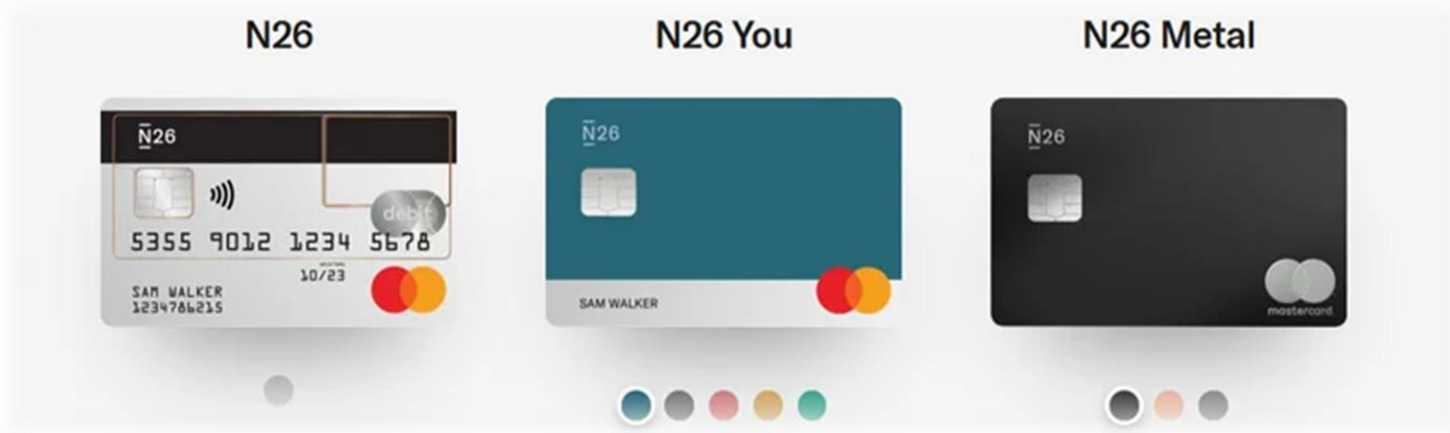 N26
N26 You
N26 Metal
N26
debit
5355 9012 1234 5678
10/23
SAM WALKER
1234786215
N26
SAM WALKER
N26
mastercard